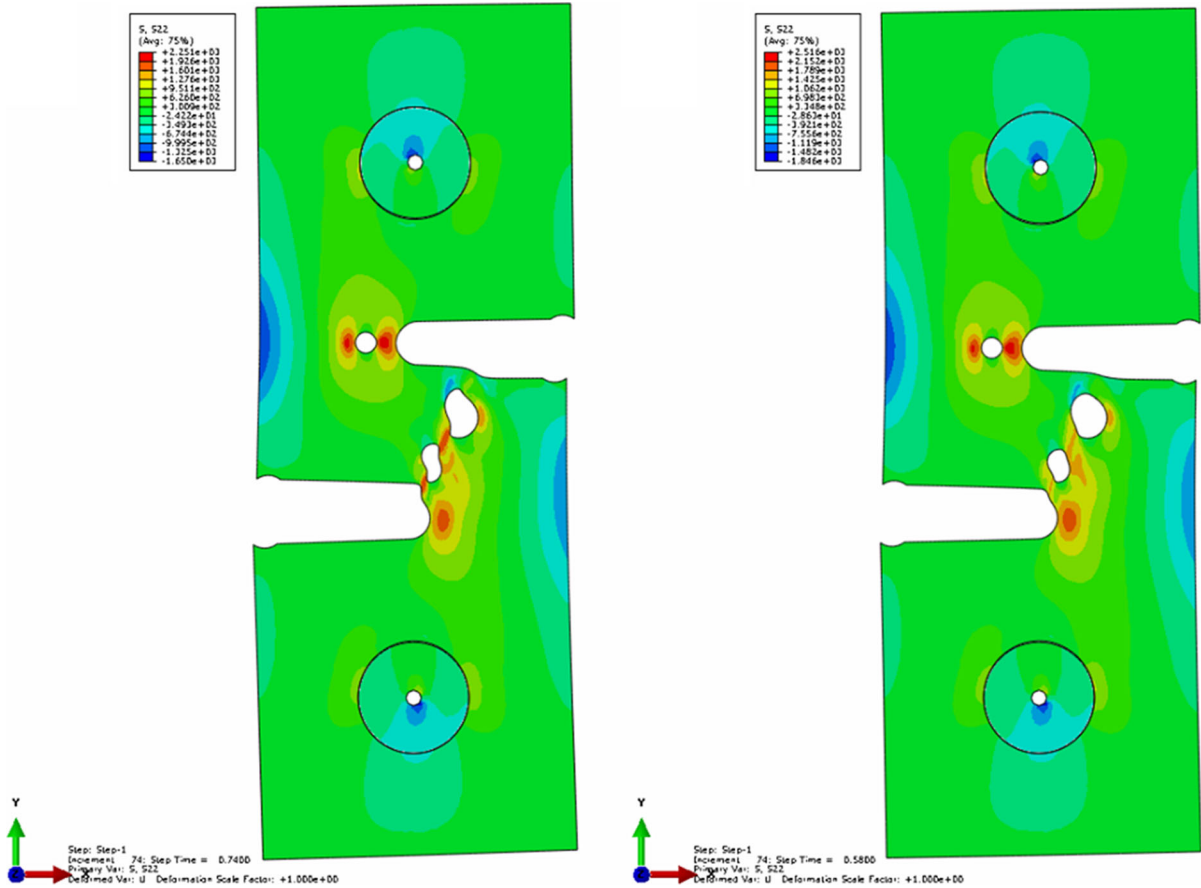 S, S22
(Avg: 75%)
+2.251e+03
+1.926e+03
+1.601e+03
+1.276e+03
+9.511e+02
+6.260e+02
+3.009e+02
-2.422e+01
-3.493e+02
-6.744e+02
-9.995e+02
-1.325e+03
-1.650e+03
Y
X
Z
Step: Step-1
Increment 74: Step Time = 0.7400
Primary Var: S, S22
Deformed Var: U Deformation Scale Factor: +1.000e+00
S, S22
(Avg: 75%)
+2.516e+03
+2.152e+03
+1.789e+03
+1.425e+03
+1.062e+03
+6.983e+02
+3.348e+02
-2.863e+01
-3.921e+02
-7.556e+02
-1.119e+03
-1.482e+03
-1.846e+03
Y
X
Z
Step: Step-1
Increment 74: Step Time = 0.5800
Primary Var: S, S22
Deformed Var: U Deformation Scale Factor: +1.000e+00